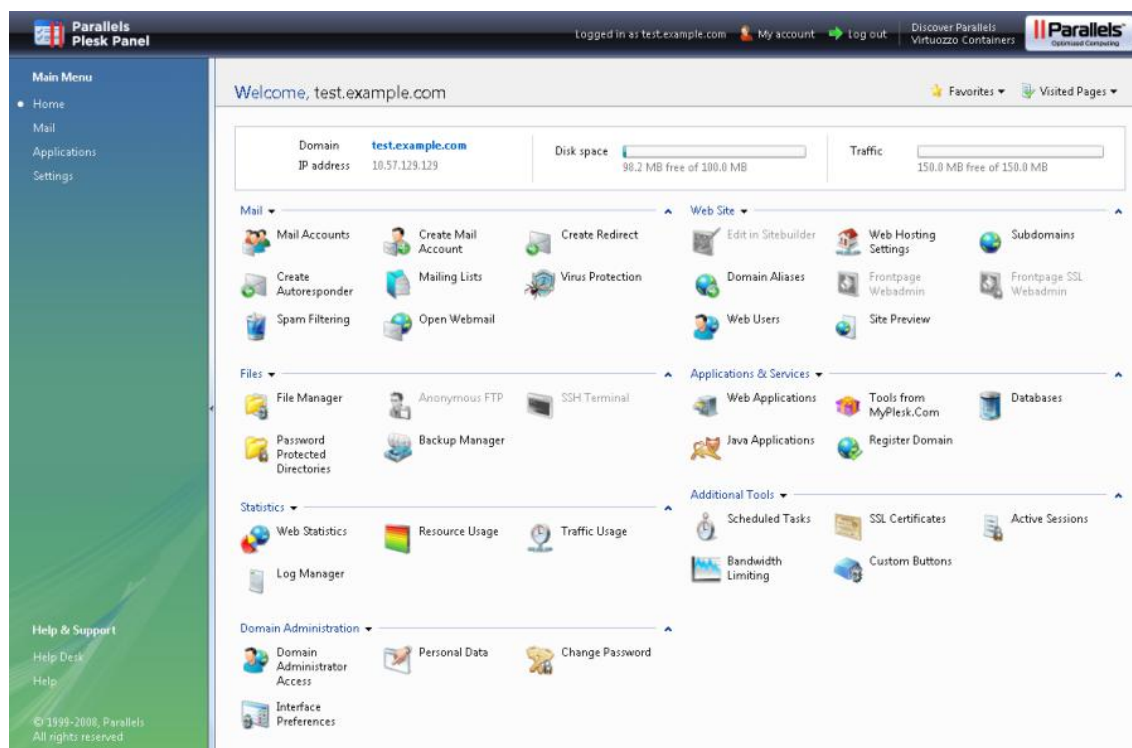 Parallels
Plesk Panel
Logged in as test.example.com My account Log out
Discover Parallels
Virtuozzo Containers
Parallels
Optimized Computing
Main Menu
Home
Mail
Applications
Settings
Welcome, test.example.com
Favorites
Visited Pages
Domain test.example.com
IP address 10.57.129.129
Disk space
98.2 MB free of 100.0 MB
Traffic
150.0 MB free of 150.0 MB
Mail
Mail Accounts
Create Mail
Account
Create Redirect
Create
Autoresponder
Mailing Lists
Virus Protection
Spam Filtering
Open Webmail
Web Site
Edit in Sitebuilder
Web Hosting
Settings
Subdomains
Domain Aliases
Frontpage
Webadmin
Frontpage SSL
Webadmin
Web Users
Site Preview
Files
File Manager
Anonymous FTP
SSH Terminal
Password
Protected
Directories
Backup Manager
Applications & Services
Web Applications
Tools from
MyPlesk.Com
Databases
Java Applications
Register Domain
Statistics
Web Statistics
Resource Usage
Traffic Usage
Log Manager
Additional Tools
Scheduled Tasks
SSL Certificates
Active Sessions
Bandwidth
Limiting
Custom Buttons
Domain Administration
Domain
Administrator
Access
Personal Data
Change Password
Interface
Preferences
Help & Support
Help Desk
Help
© 1999-2008, Parallels
All rights reserved